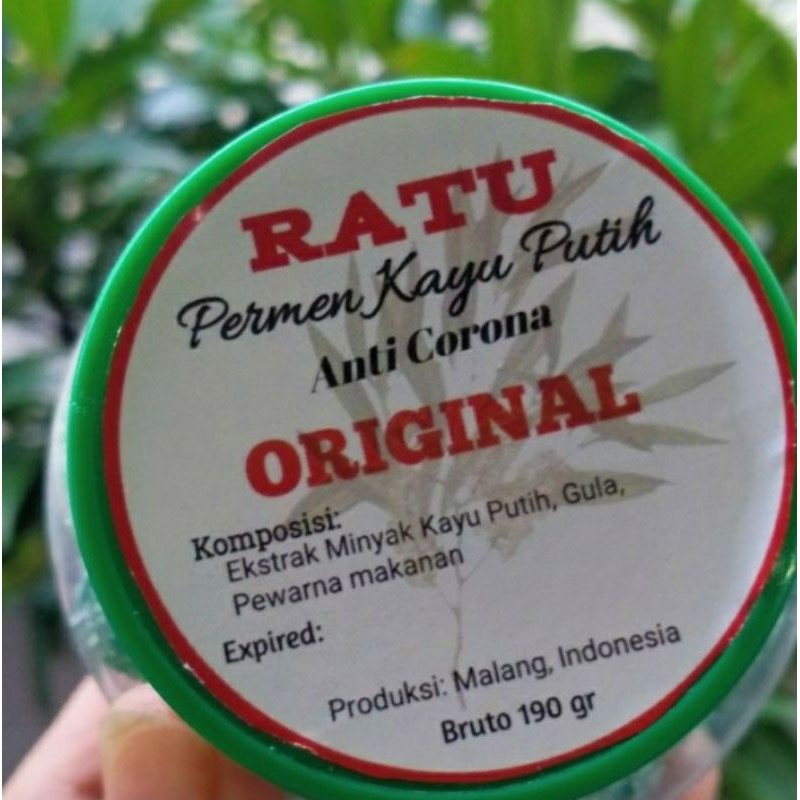 RATU
Permen Kayu Putih
Anti Corona
ORIGINAL
Komposisi:
Ekstrak Minyak Kayu Putih, Gula,
Pewarna makanan
Expired:
Produksi: Malang, Indonesia
Bruto 190 gr